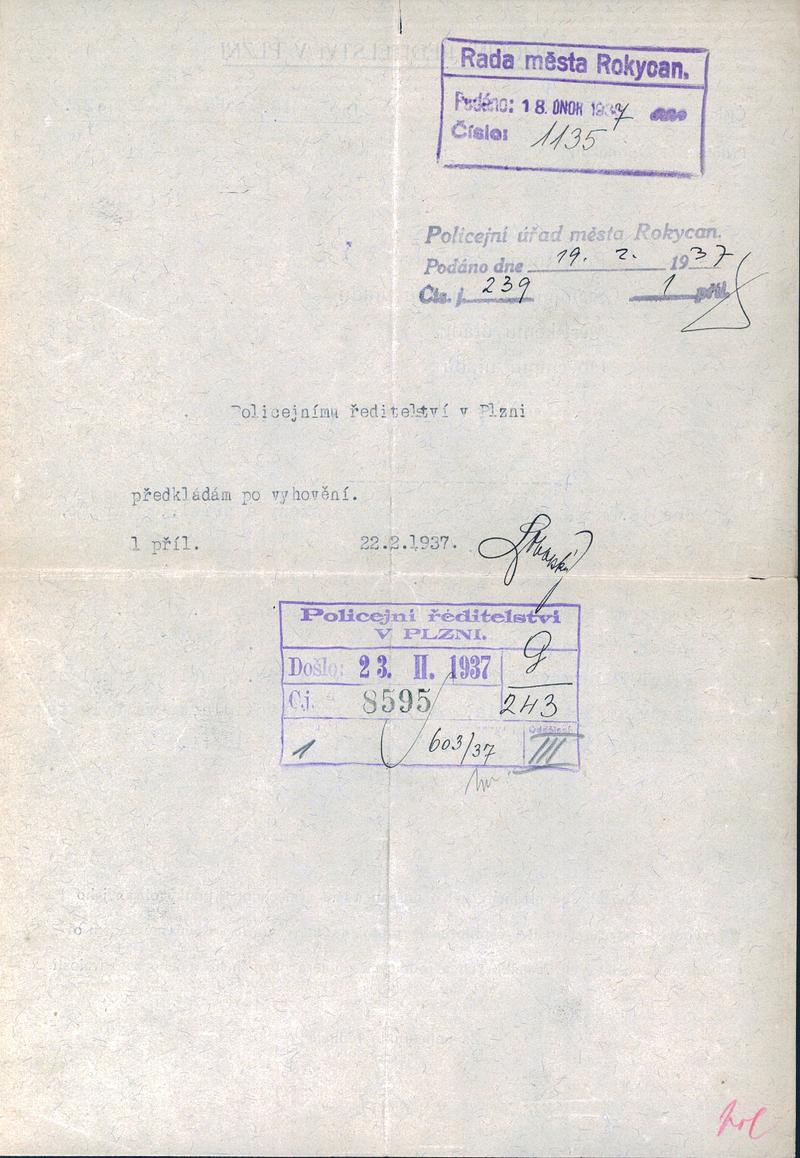 Rada města Rokycan.
Podáno: 18. ÚNOR 1937
Číslo: 1135
Policejní úřad města Rokycan.
Podáno dne 19. 2. 1937
Čís. j. 239 1 příl.
Policejnímu ředitelství v Plzni
předkládám po vyhovění.
1 příl. 22.2.1937.
Policejní ředitelství
V PLZNI.
Došlo: 23. II. 1937 9
Č.j. 8595 243
1 603/37 Oddělení III